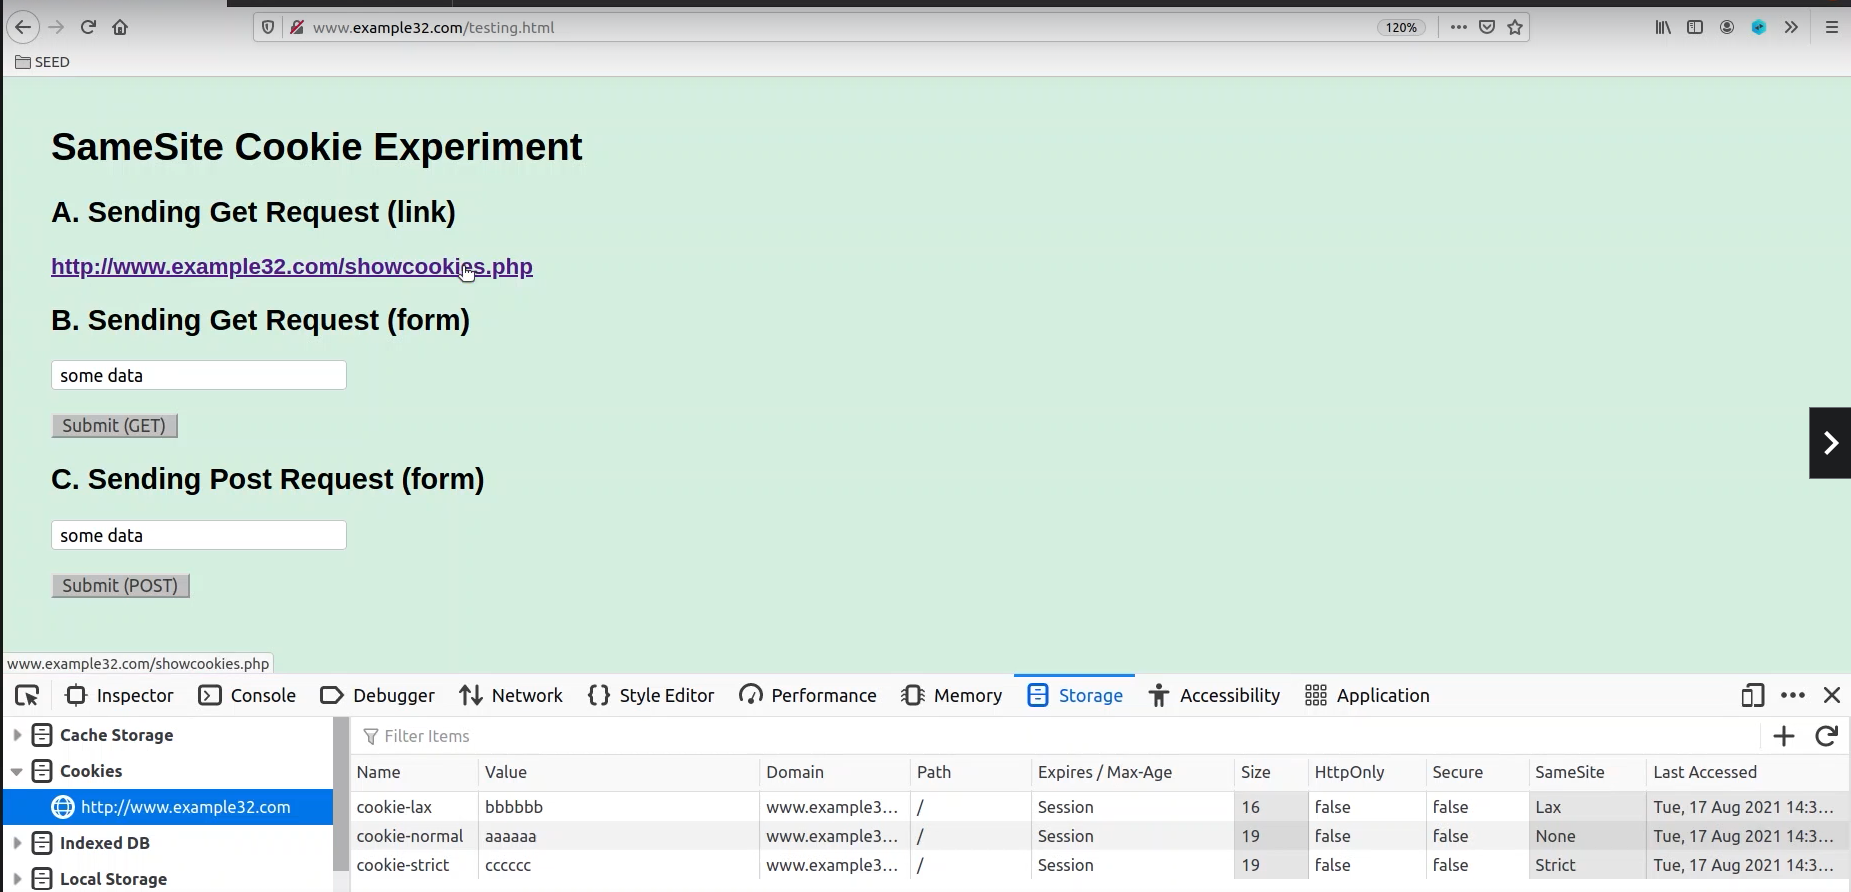 www.example32.com/testing.html 120%
SEED
SameSite Cookie Experiment
A. Sending Get Request (link)
http://www.example32.com/showcookies.php
B. Sending Get Request (form)
some data
Submit (GET)
C. Sending Post Request (form)
some data
Submit (POST)
www.example32.com/showcookies.php
Inspector Console Debugger Network Style Editor Performance Memory Storage Accessibility Application
Cache Storage
Cookies
http://www.example32.com
Indexed DB
Local Storage
Filter Items
Name Value Domain Path Expires / Max-Age Size HttpOnly Secure SameSite Last Accessed
cookie-lax bbbbbb www.example3... / Session 16 false false Lax Tue, 17 Aug 2021 14:3...
cookie-normal aaaaaa www.example3... / Session 19 false false None Tue, 17 Aug 2021 14:3...
cookie-strict cccccc www.example3... / Session 19 false false Strict Tue, 17 Aug 2021 14:3...